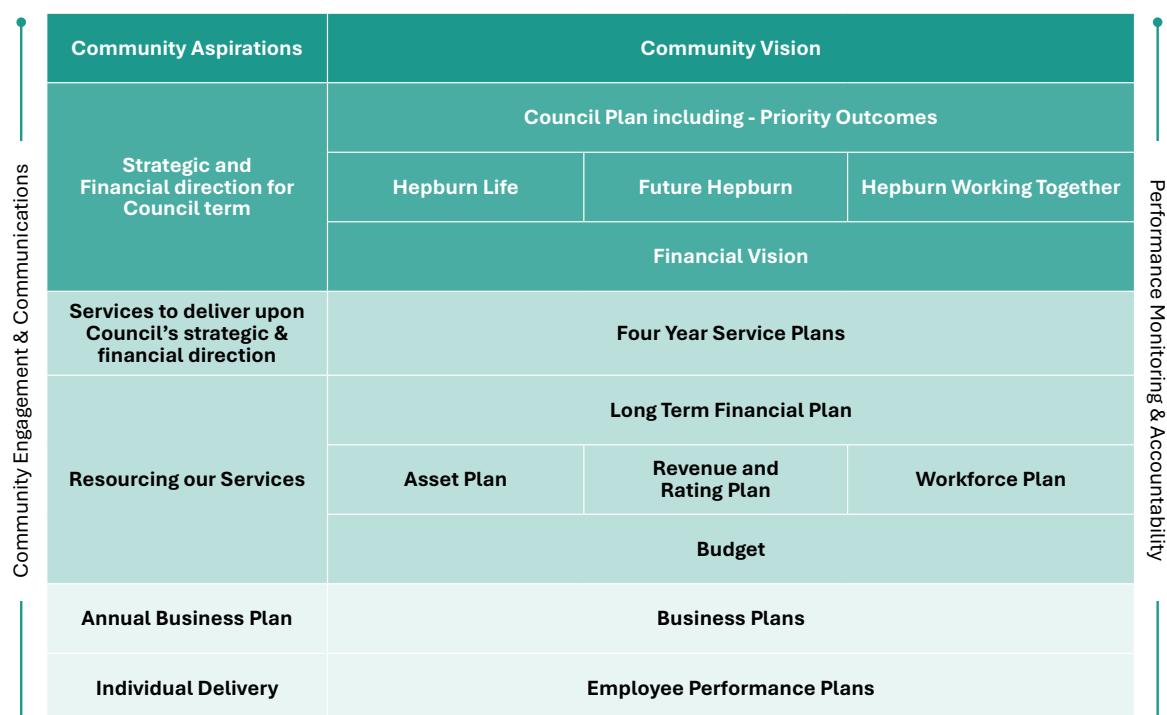 Community Engagement & Communications
Community Aspirations
Community Vision
Strategic and
Financial direction for
Council term
Council Plan including - Priority Outcomes
Hepburn Life
Future Hepburn
Hepburn Working Together
Financial Vision
Services to deliver upon
Council’s strategic &
financial direction
Four Year Service Plans
Resourcing our Services
Long Term Financial Plan
Asset Plan
Revenue and
Rating Plan
Workforce Plan
Budget
Annual Business Plan
Business Plans
Individual Delivery
Employee Performance Plans
Performance Monitoring & Accountability